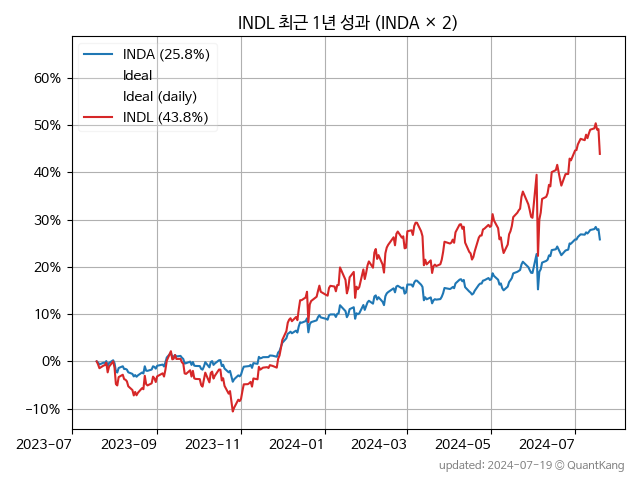 INDL 최근 1년 성과 (INDA × 2)
INDA (25.8%)
Ideal
Ideal (daily)
INDL (43.8%)
60%
50%
40%
30%
20%
10%
0%
−10%
2023−07
2023−09
2023−11
2024−01
2024−03
2024−05
2024−07
updated: 2024-07-19 © QuantKang